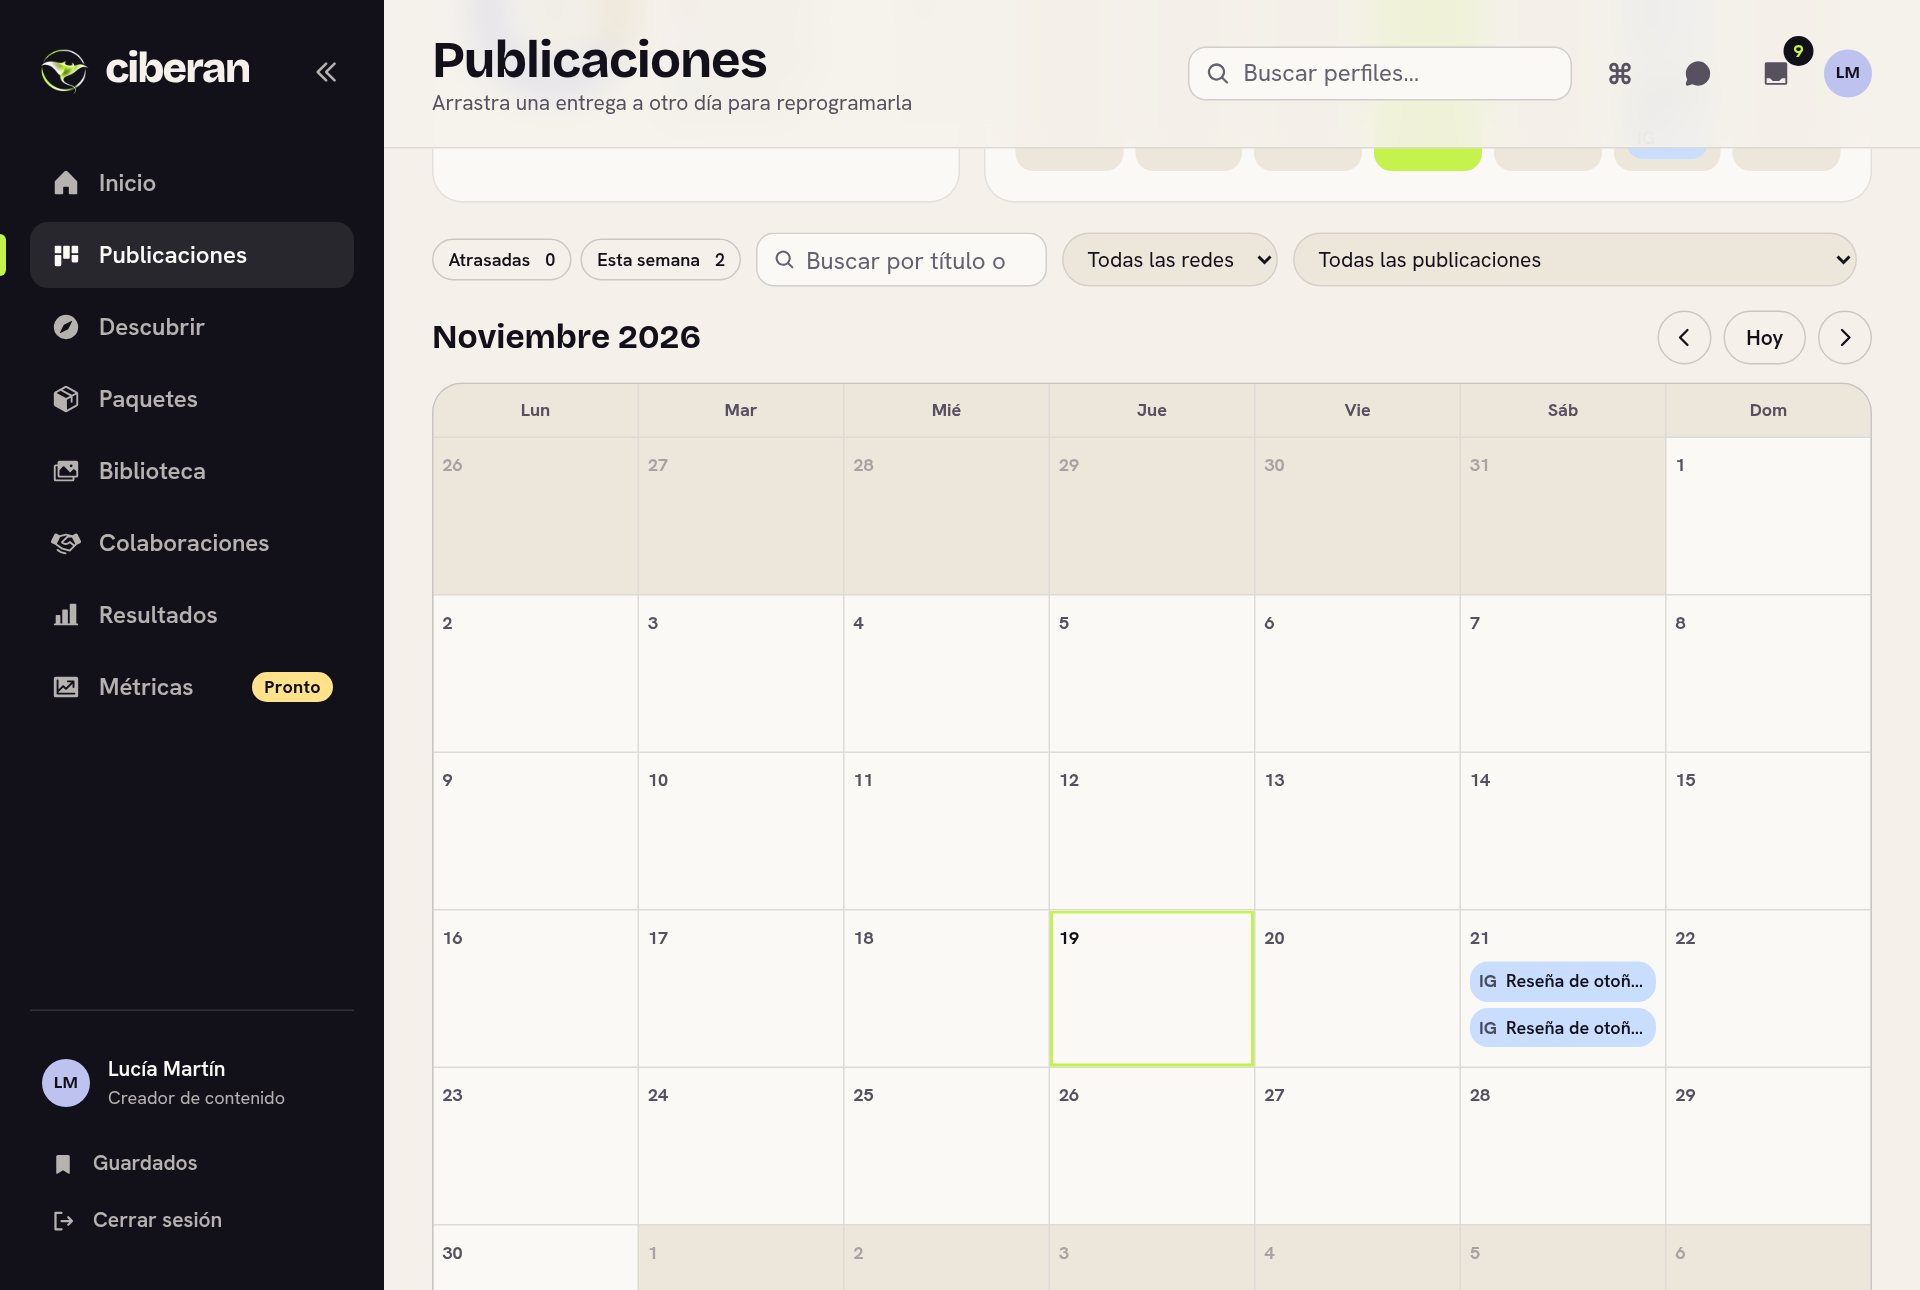 ciberan
Inicio
Publicaciones
Descubrir
Paquetes
Biblioteca
Colaboraciones
Resultados
Métricas Pronto
LM Lucía Martín
Creador de contenido
Guardados
Cerrar sesión
Publicaciones
Arrastra una entrega a otro día para reprogramarla
Buscar perfiles...
9
LM
IG
Atrasadas 0 Esta semana 2 Buscar por título o Todas las redes Todas las publicaciones
Noviembre 2026 Hoy
Lun Mar Mié Jue Vie Sáb Dom
26 27 28 29 30 31 1
2 3 4 5 6 7 8
9 10 11 12 13 14 15
16 17 18 19 20 21 22
IG Reseña de otoñ...
IG Reseña de otoñ...
23 24 25 26 27 28 29
30 1 2 3 4 5 6